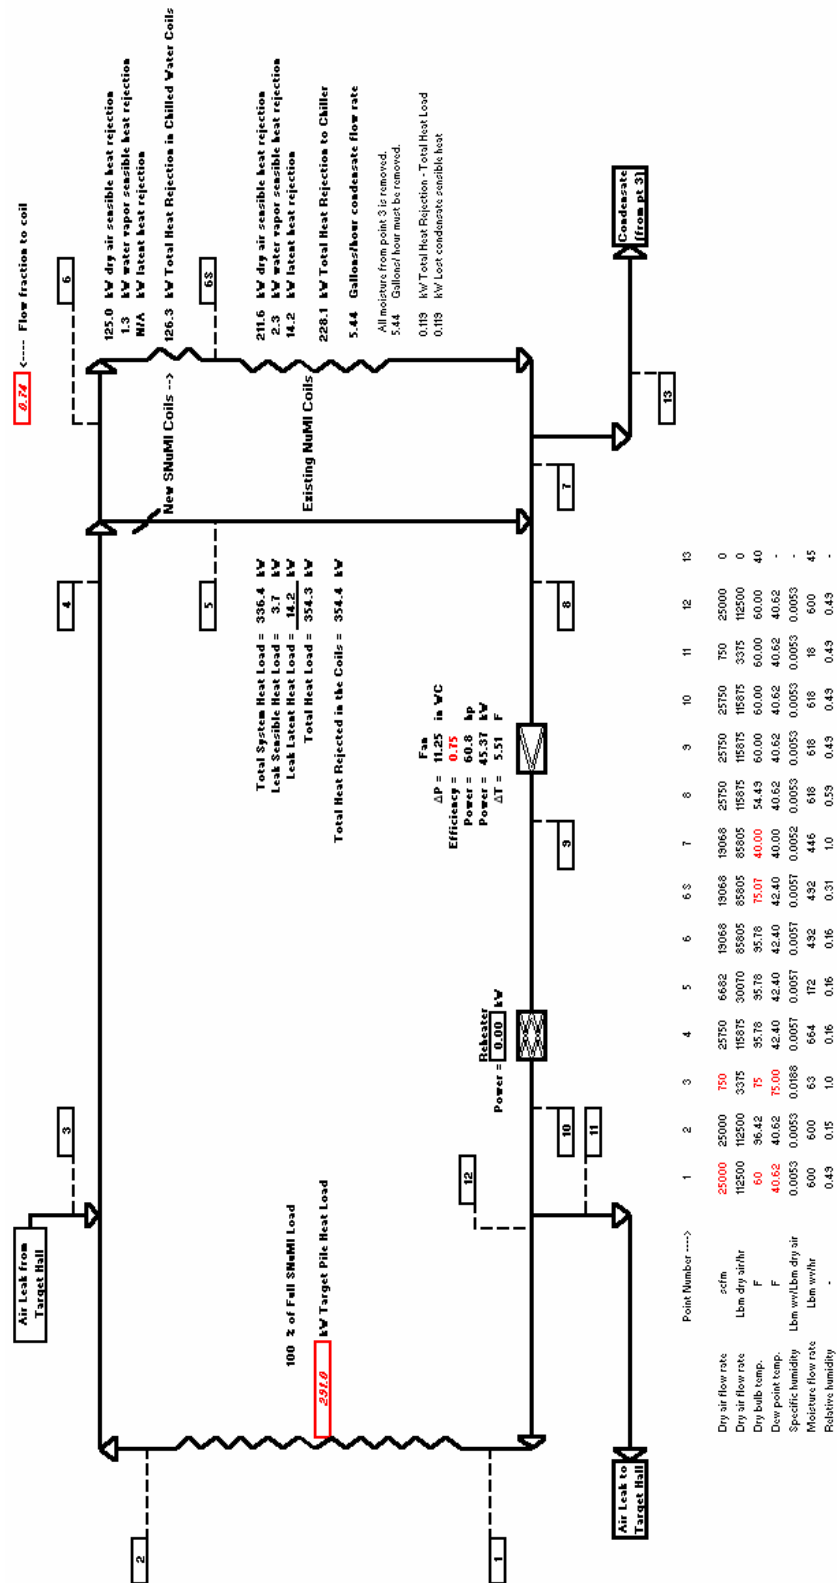 0.74 <---- Flow fraction to coil
Air Leak from
Target Hall
2
3
4
6
125.0 kW dry air sensible heat rejection
1.3 kW water vapor sensible heat rejection
N/A kW latent heat rejection
126.3 kW Total Heat Rejection in Chilled Water Coils
New SNuMI Coils -->
5
6S
100 % of Full SNuMI Load
291.0 kW Target Pile Heat Load
Total System Heat Load = 336.4 kW
Leak Sensible Heat Load = 3.7 kW
Leak Latent Heat Load = 14.2 kW
Total Heat Load = 354.3 kW
Total Heat Rejected in the Coils = 354.4 kW
Existing NuMI Coils
211.6 kW dry air sensible heat rejection
2.3 kW water vapor sensible heat rejection
14.2 kW latent heat rejection
228.1 kW Total Heat Rejection to Chiller
5.44 Gallons/hour condensate flow rate
All moisture from point 3 is removed.
5.44 Gallons/ hour must be removed.
0.119 kW Total Heat Rejection - Total Heat Load
0.119 kW Lost condensate sensible heat
Fan
ΔP = 11.25 in WC
Efficiency = 0.75
Power = 60.8 hp
Power = 45.37 kW
ΔT = 5.51 F
Reheater
Power = 0.00 kW
1
12
10
11
9
8
7
13
Air Leak to
Target Hall
Condensate
(from pt 3)
Point Number ----> 1 2 3 4 5 6 6S 7 8 9 10 11 12 13
Dry air flow rate scfm 25000 25000 750 25750 6682 19068 19068 19068 25750 25750 25750 750 25000 0
Dry air flow rate Lbm dry air/hr 112500 112500 3375 115875 30070 85805 85805 85805 115875 115875 115875 3375 112500 0
Dry bulb temp. F 60 96.42 75 95.78 95.78 95.78 75.07 40.00 54.49 60.00 60.00 60.00 60.00 40
Dew point temp. F 40.62 40.62 75.00 42.40 42.40 42.40 42.40 40.00 40.62 40.62 40.62 40.62 40.62 -
Specific humidity Lbm wv/Lbm dry air 0.0053 0.0053 0.0188 0.0057 0.0057 0.0057 0.0057 0.0052 0.0053 0.0053 0.0053 0.0053 0.0053 -
Moisture flow rate Lbm wv/hr 600 600 63 664 172 492 492 446 618 618 618 18 600 45
Relative humidity - 0.49 0.15 1.0 0.16 0.16 0.16 0.31 1.0 0.59 0.49 0.49 0.49 0.49 -